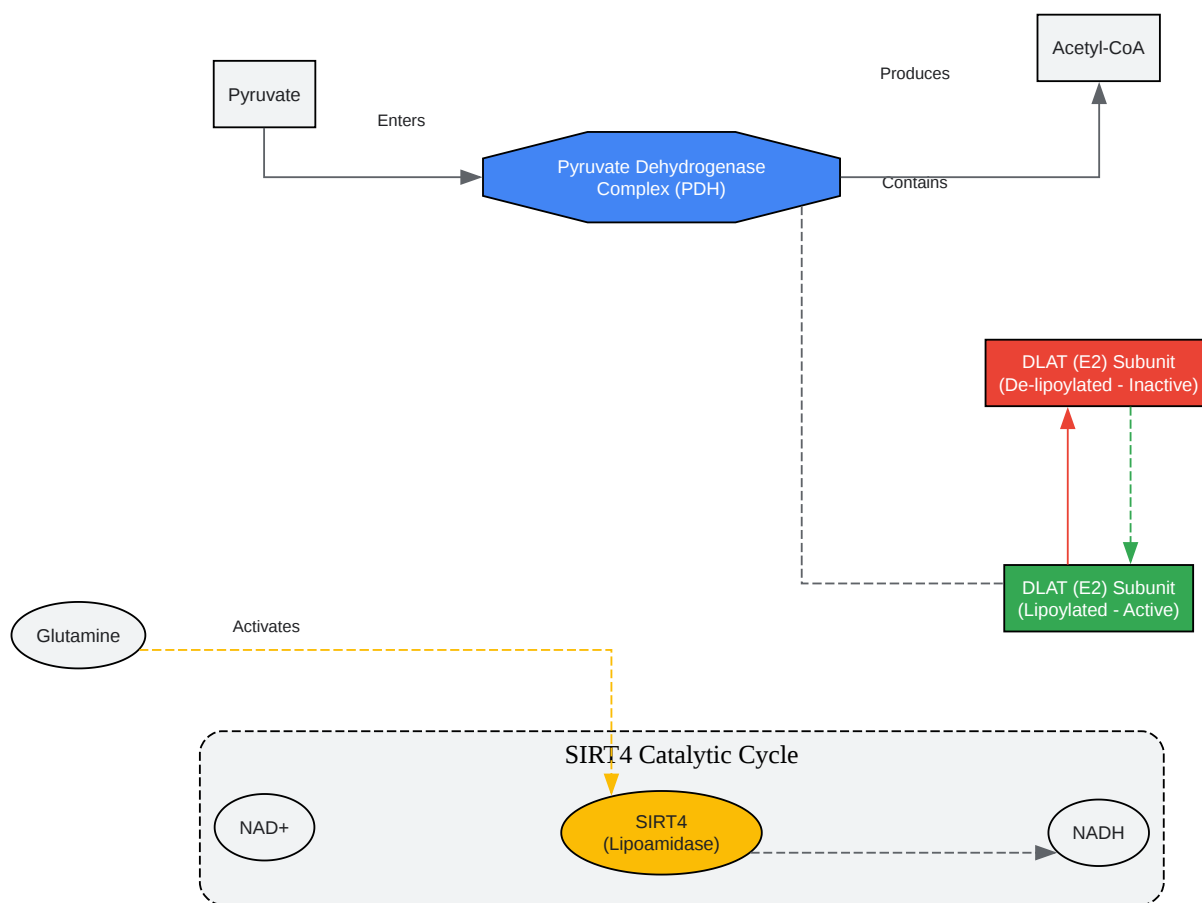 Acetyl-CoA
Produces
Pyruvate
Enters
Pyruvate Dehydrogenase
Complex (PDH)
Contains
DLAT (E2) Subunit
(De-lipoylated - Inactive)
DLAT (E2) Subunit
(Lipoylated - Active)
Glutamine
Activates
SIRT4 Catalytic Cycle
NAD+
SIRT4
(Lipoamidase)
NADH